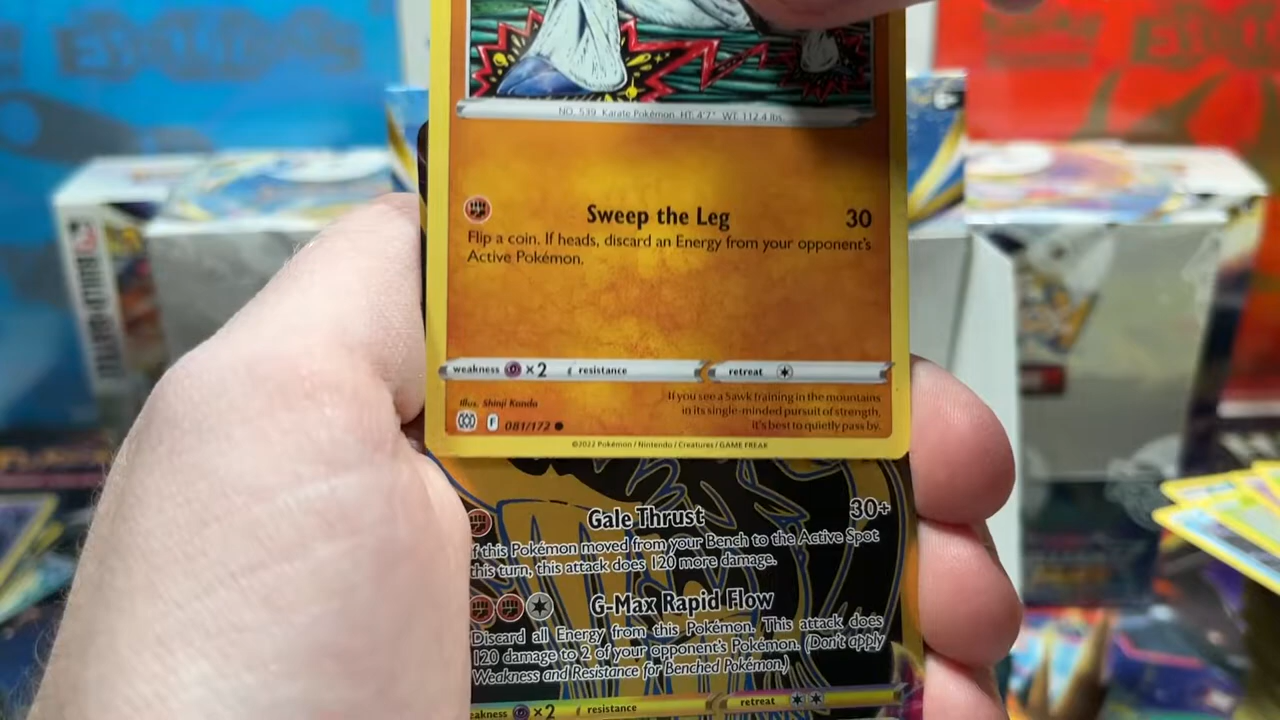 NO. 539 Karate Pokémon HT: 4'7" WT: 112.4 lbs.
Sweep the Leg 30
Flip a coin. If heads, discard an Energy from your opponent's
Active Pokémon.
weakness ×2 resistance retreat
Illus. Shinji Kanda
F 081/172
If you see a Sawk training in the mountains
in its single-minded pursuit of strength,
it's best to quietly pass by.
©2022 Pokémon / Nintendo / Creatures / GAME FREAK
Gale Thrust 30+
If this Pokémon moved from your Bench to the Active Spot
this turn, this attack does 120 more damage.
G-Max Rapid Flow
Discard all Energy from this Pokémon. This attack does
120 damage to 2 of your opponent's Pokémon. (Don't apply
Weakness and Resistance for Benched Pokémon.)
weakness ×2 resistance retreat